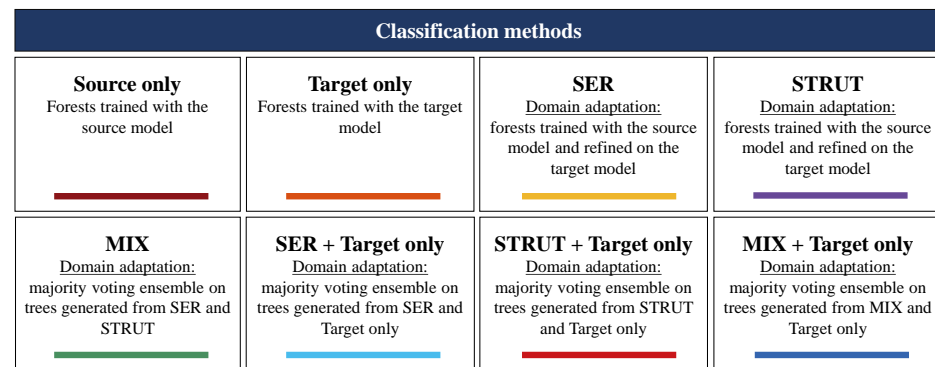 Classification methods
Source only
Forests trained with the
source model
Target only
Forests trained with the target
model
SER
Domain adaptation:
forests trained with the source
model and refined on the
target model
STRUT
Domain adaptation:
forests trained with the source
model and refined on the
target model
MIX
Domain adaptation:
majority voting ensemble on
trees generated from SER and
STRUT
SER + Target only
Domain adaptation:
majority voting ensemble on
trees generated from SER and
Target only
STRUT + Target only
Domain adaptation:
majority voting ensemble on
trees generated from STRUT
and Target only
MIX + Target only
Domain adaptation:
majority voting ensemble on
trees generated from MIX and
Target only